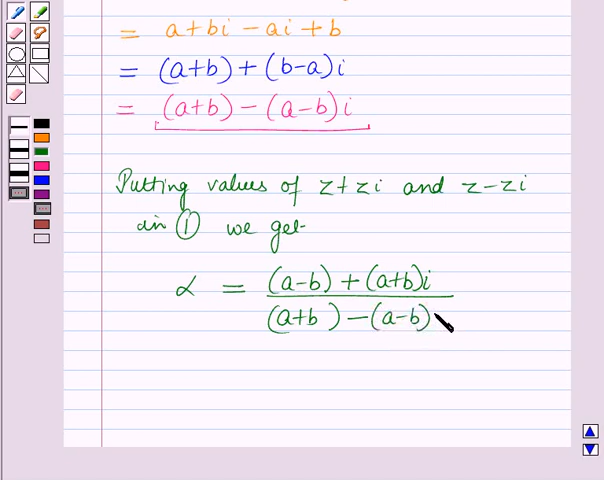 = a+bi-ai+b
= (a+b)+(b-a)i
= (a+b)-(a-b)i
Putting values of z+zi and z-zi
in ① we get-
α = (a-b)+(a+b)i
(a+b)-(a-b)